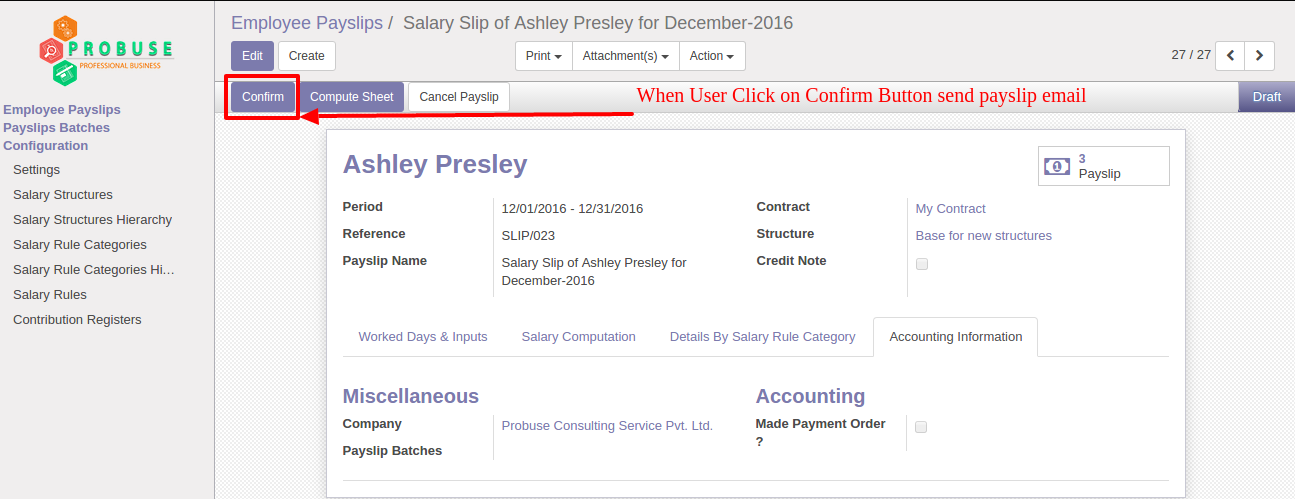 PROBUSE
PROFESSIONAL BUSINESS
Employee Payslips
Payslips Batches
Configuration
Settings
Salary Structures
Salary Structures Hierarchy
Salary Rule Categories
Salary Rule Categories Hi...
Salary Rules
Contribution Registers
Employee Payslips / Salary Slip of Ashley Presley for December-2016
Edit Create Print Attachment(s) Action 27 / 27
Confirm Compute Sheet Cancel Payslip When User Click on Confirm Button send payslip email Draft
Ashley Presley
3
1 Payslip
Period 12/01/2016 - 12/31/2016
Reference SLIP/023
Payslip Name Salary Slip of Ashley Presley for
December-2016
Contract My Contract
Structure Base for new structures
Credit Note
Worked Days & Inputs Salary Computation Details By Salary Rule Category Accounting Information
Miscellaneous
Company Probuse Consulting Service Pvt. Ltd.
Payslip Batches
Accounting
Made Payment Order
?